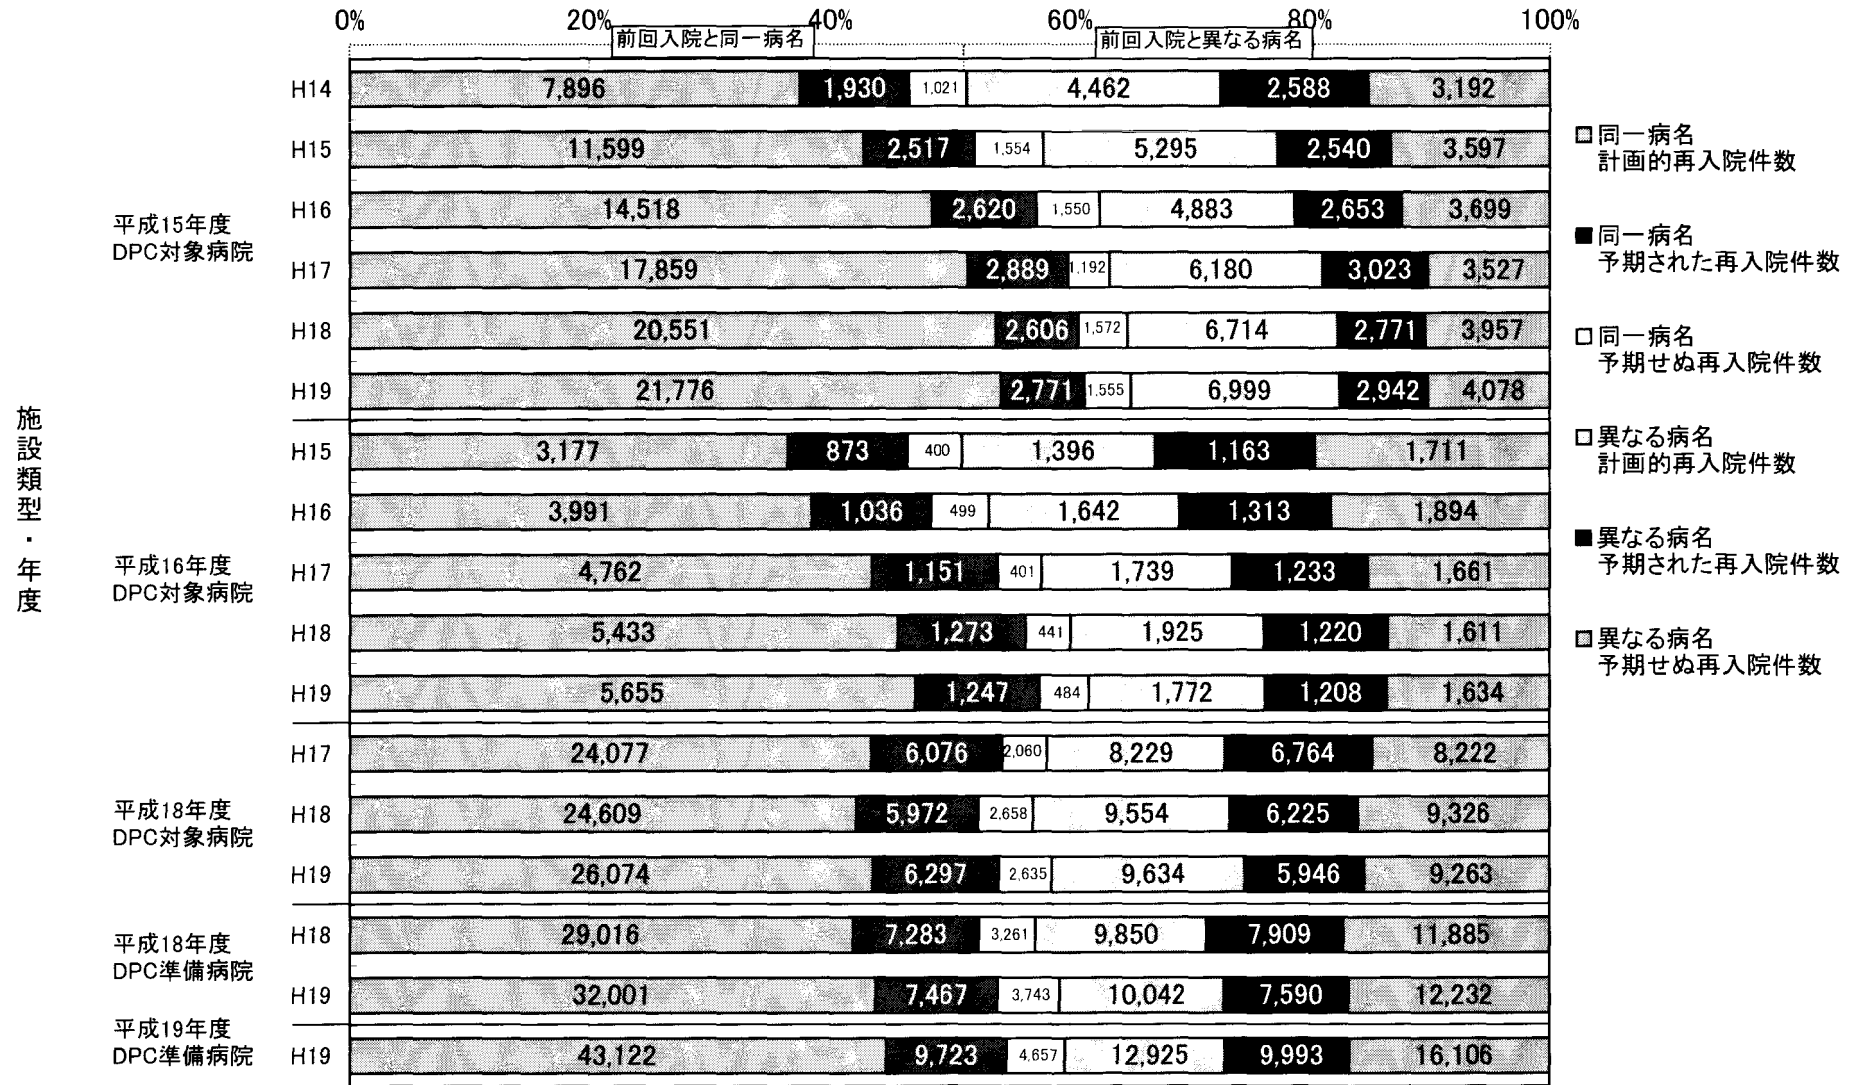 0% 20% 40% 60% 80% 100%
前回入院と同一病名 前回入院と異なる病名
施設類型・年度
平成15年度
DPC対象病院
H14 7,896 1,930 1,021 4,462 2,588 3,192
H15 11,599 2,517 1,554 5,295 2,540 3,597
H16 14,518 2,620 1,550 4,883 2,653 3,699
H17 17,859 2,889 1,192 6,180 3,023 3,527
H18 20,551 2,606 1,572 6,714 2,771 3,957
H19 21,776 2,771 1,555 6,999 2,942 4,078
平成16年度
DPC対象病院
H15 3,177 873 400 1,396 1,163 1,711
H16 3,991 1,036 499 1,642 1,313 1,894
H17 4,762 1,151 401 1,739 1,233 1,661
H18 5,433 1,273 441 1,925 1,220 1,611
H19 5,655 1,247 484 1,772 1,208 1,634
平成18年度
DPC対象病院
H17 24,077 6,076 2,060 8,229 6,764 8,222
H18 24,609 5,972 2,658 9,554 6,225 9,326
H19 26,074 6,297 2,635 9,634 5,946 9,263
平成18年度
DPC準備病院
H18 29,016 7,283 3,261 9,850 7,909 11,885
H19 32,001 7,467 3,743 10,042 7,590 12,232
平成19年度
DPC準備病院
H19 43,122 9,723 4,657 12,925 9,993 16,106
同一病名
計画的再入院件数
同一病名
予期された再入院件数
同一病名
予期せぬ再入院件数
異なる病名
計画的再入院件数
異なる病名
予期された再入院件数
異なる病名
予期せぬ再入院件数